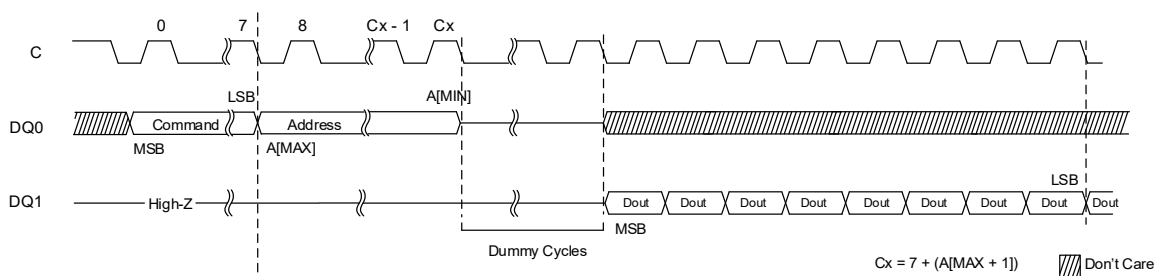 0 7 8 Cx - 1 Cx
C
LSB A[MIN]
DQ0 Command Address
MSB A[MAX]
LSB
DQ1 High-Z Dout Dout Dout Dout Dout Dout Dout Dout Dout
MSB
Dummy Cycles
Cx = 7 + (A[MAX + 1]) Don't Care